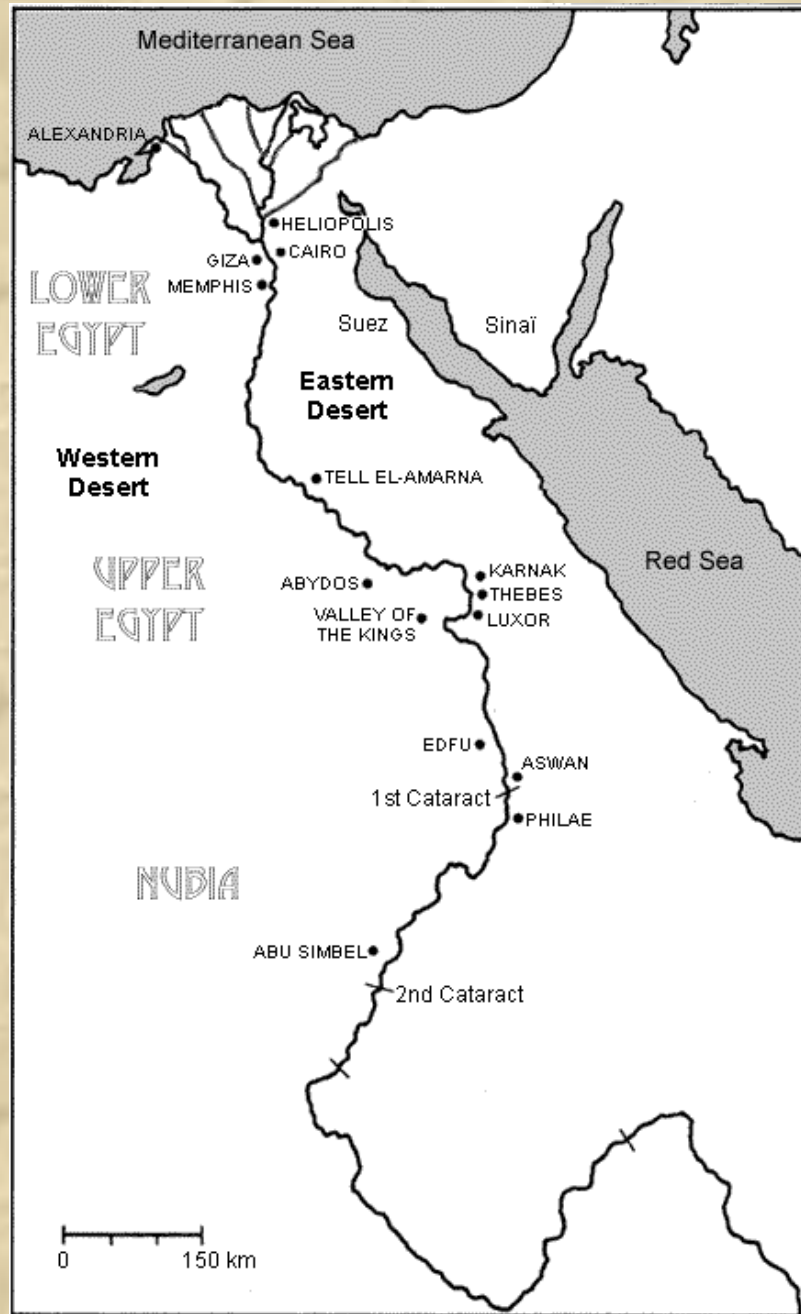 Mediterranean Sea
ALEXANDRIA
HELIOPOLIS
CAIRO
GIZA
MEMPHIS
LOWER
EGYPT
Suez
Sinaï
Eastern
Desert
Western
Desert
TELL EL-AMARNA
Red Sea
UPPER
EGYPT
KARNAK
ABYDOS
THEBES
VALLEY OF
THE KINGS
LUXOR
EDFU
ASWAN
1st Cataract
PHILAE
NUBIA
ABU SIMBEL
2nd Cataract
0 150 km